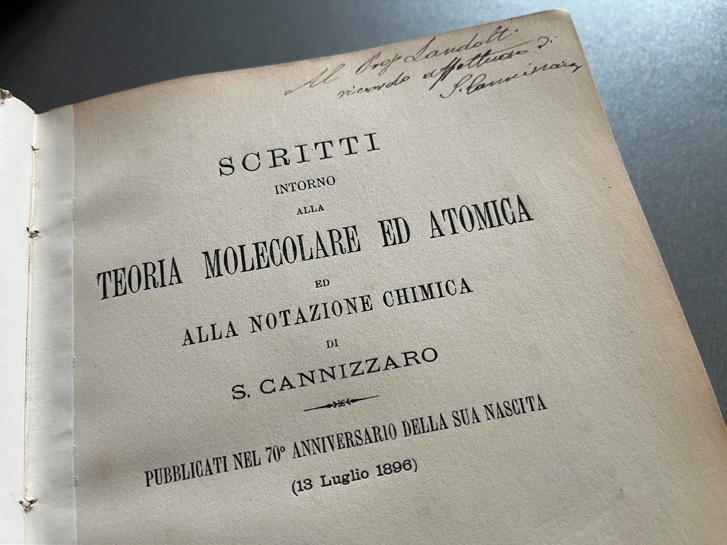 Al Prof Landolt
ricordo affettuoso di
S. Cannizzaro
SCRITTI
INTORNO
ALLA
TEORIA MOLECOLARE ED ATOMICA
ED
ALLA NOTAZIONE CHIMICA
DI
S. CANNIZZARO
PUBBLICATI NEL 70º ANNIVERSARIO DELLA SUA NASCITA
(13 Luglio 1896)